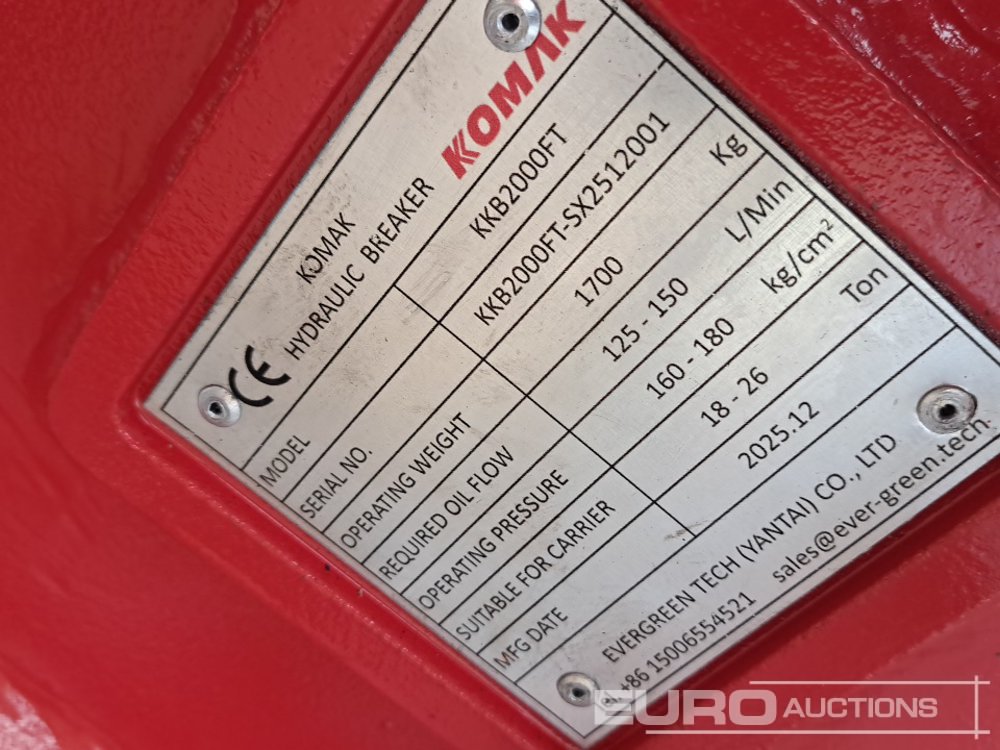 KOMAK
HYDRAULIC BREAKER
KOMAK
MODEL KKB2000FT
SERIAL NO. KKB2000FT-SX2512001
OPERATING WEIGHT 1700 Kg
REQUIRED OIL FLOW 125 - 150 L/Min
OPERATING PRESSURE 160 - 180 kg/cm²
SUITABLE FOR CARRIER 18 - 26 Ton
MFG DATE 2025.12
EVERGREEN TECH (YANTAI) CO., LTD
+86 15006554521 sales@ever-green.tech
CE
EURO AUCTIONS